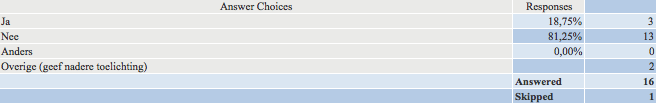 Answer Choices Responses
Ja 18,75% 3
Nee 81,25% 13
Anders 0,00% 0
Overige (geef nadere toelichting) 2
Answered 16
Skipped 1